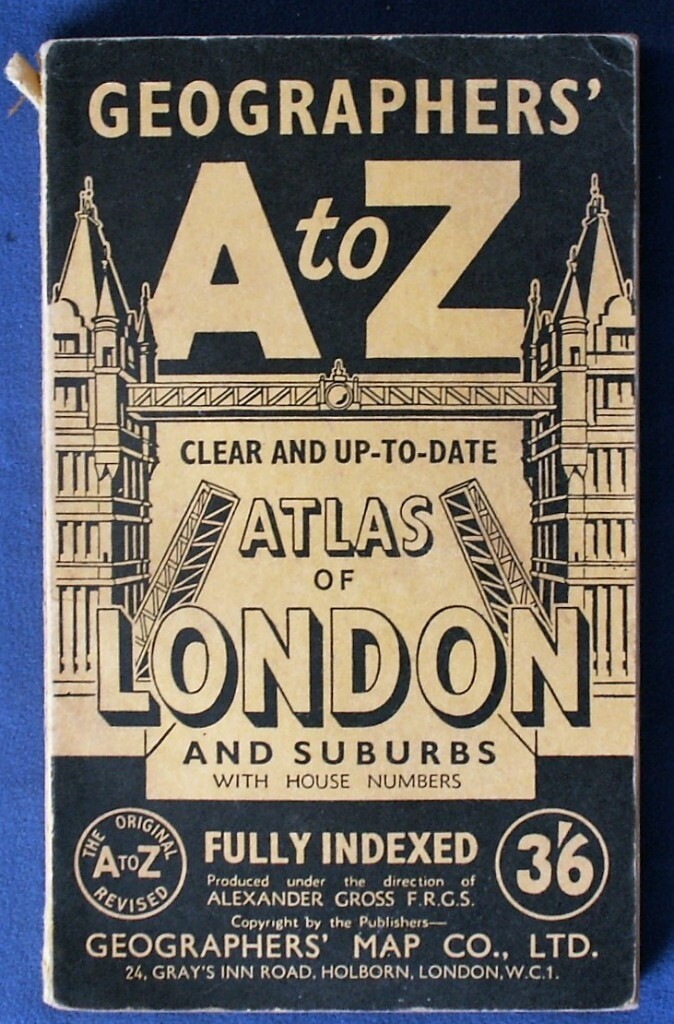 GEOGRAPHERS'
A to Z
CLEAR AND UP-TO-DATE
ATLAS
OF
LONDON
AND SUBURBS
WITH HOUSE NUMBERS
THE ORIGINAL
A TO Z
REVISED
FULLY INDEXED
Produced under the direction of
ALEXANDER GROSS F.R.G.S.
3'6
Copyright by the Publishers—
GEOGRAPHERS' MAP CO., LTD.
24, GRAY'S INN ROAD, HOLBORN, LONDON, W.C.1.